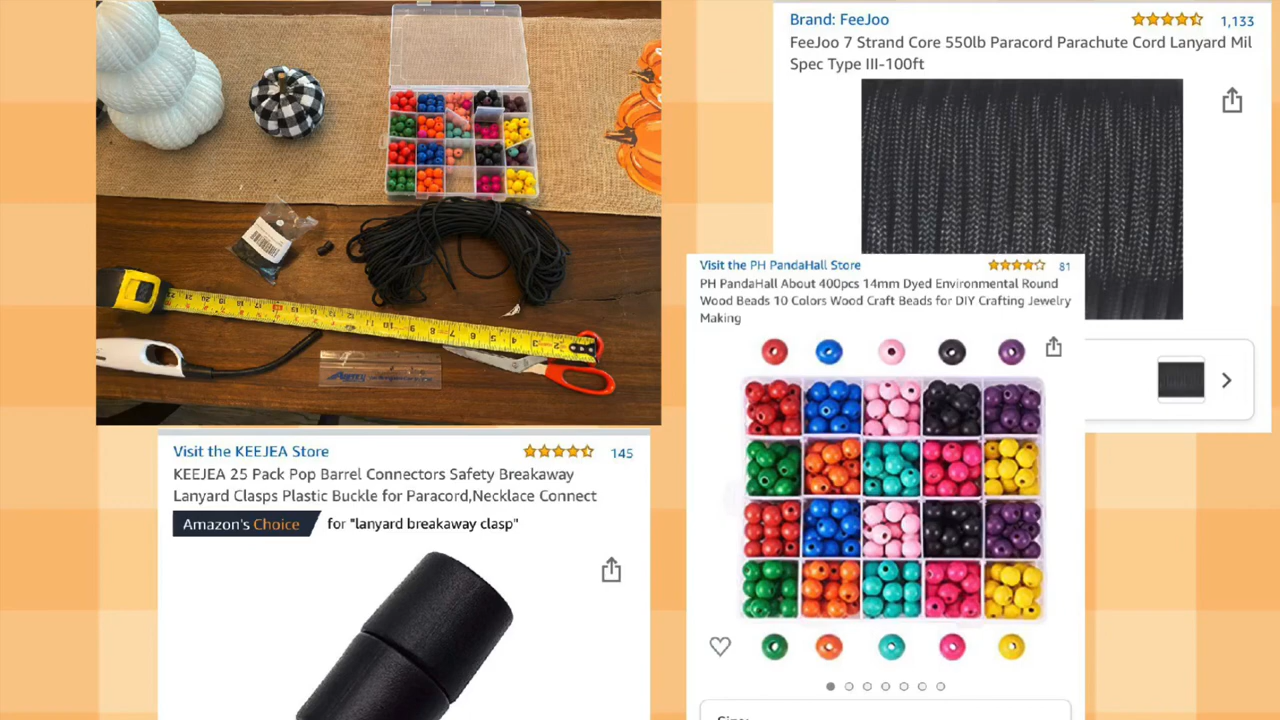 Brand: FeeJoo
1,133
FeeJoo 7 Strand Core 550lb Paracord Parachute Cord Lanyard Mil
Spec Type III-100ft
Visit the PH PandaHall Store
81
PH PandaHall About 400pcs 14mm Dyed Environmental Round
Wood Beads 10 Colors Wood Craft Beads for DIY Crafting Jewelry
Making
Visit the KEEJEA Store
145
KEEJEA 25 Pack Pop Barrel Connectors Safety Breakaway
Lanyard Clasps Plastic Buckle for Paracord,Necklace Connect
Amazon's Choice for "lanyard breakaway clasp"